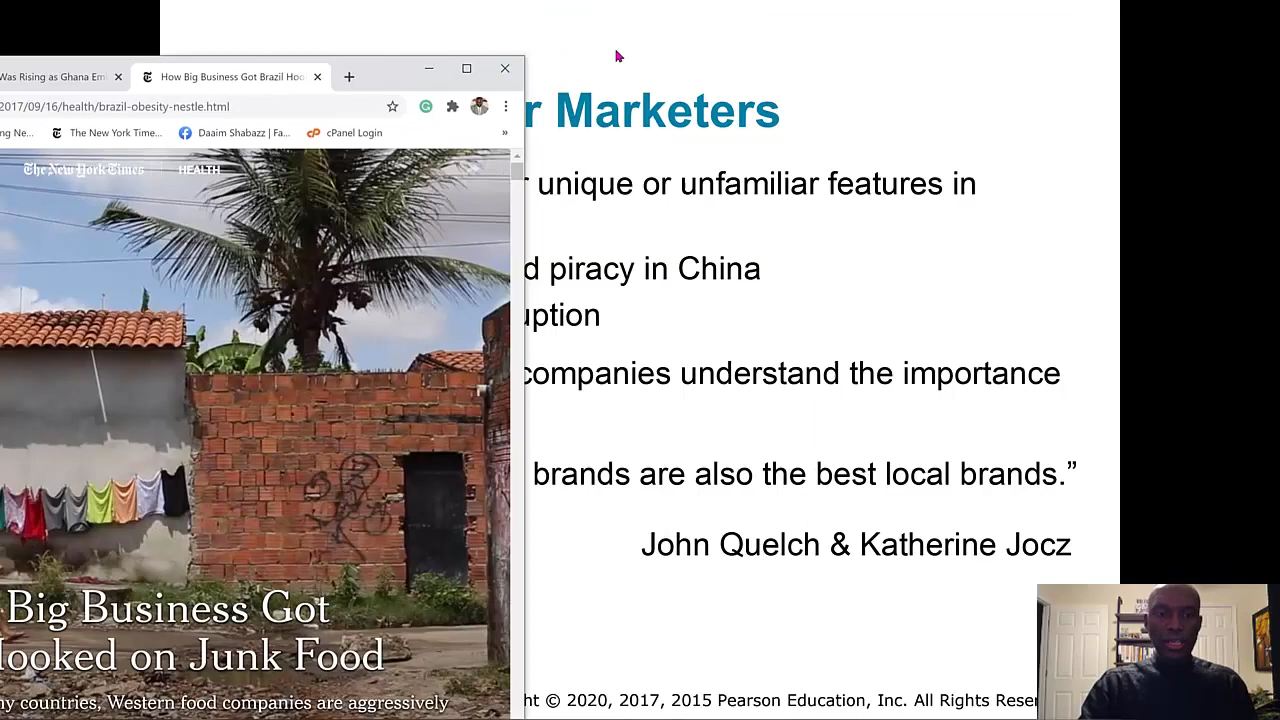 Was Rising as Ghana Em
How Big Business Got Brazil Hoo
2017/09/16/health/brazil-obesity-nestle.html
ng Ne...
The New York Time...
Daaim Shabazz | Fa...
cPanel Login
»
The New York Times
HEALTH
Big Business Got
Hooked on Junk Food
ny countries, Western food companies are aggressively
r Marketers
r unique or unfamiliar features in
d piracy in China
uption
companies understand the importance
brands are also the best local brands.”
John Quelch & Katherine Jocz
ht © 2020, 2017, 2015 Pearson Education, Inc. All Rights Reser